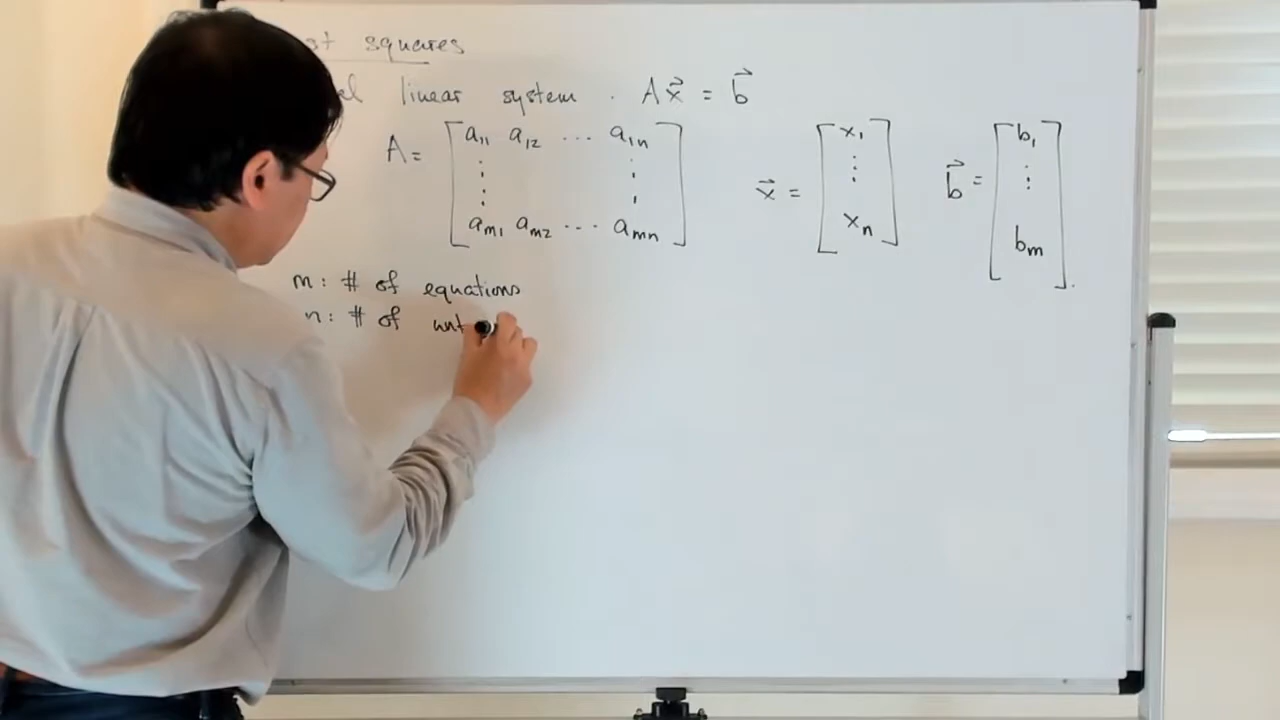 squares
linear system . A x⃗ = b⃗
A = [ a₁₁ a₁₂ ⋯ a₁ₙ ; ⋮ ⋮ ; aₘ₁ aₘ₂ ⋯ aₘₙ ] x⃗ = [ x₁ ⋮ xₙ ] b⃗ = [ b₁ ⋮ bₘ ] .
m : # of equations
n : # of